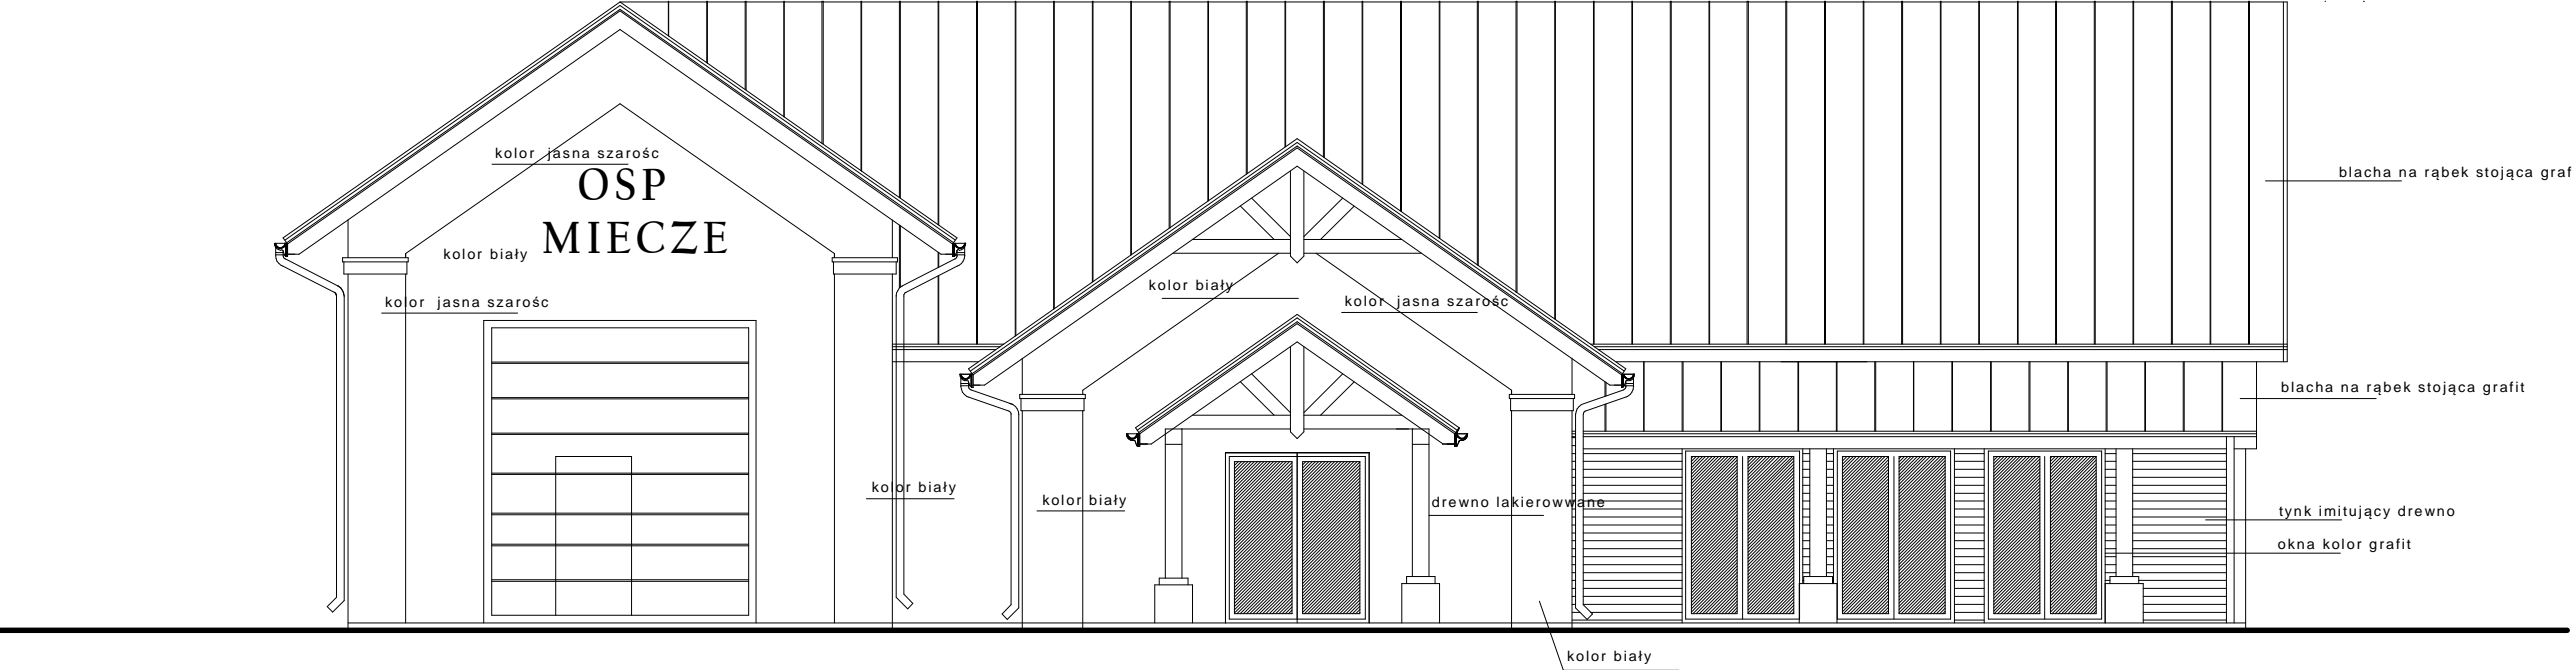 kolor jasna szarośc
OSP
MIECZE
kolor biały
kolor jasna szarośc
blacha na rąbek stojąca graf
kolor biały
kolor jasna szarośc
blacha na rąbek stojąca grafit
kolor biały
kolor biały
drewno lakierowwane
tynk imitujący drewno
okna kolor grafit
kolor biały